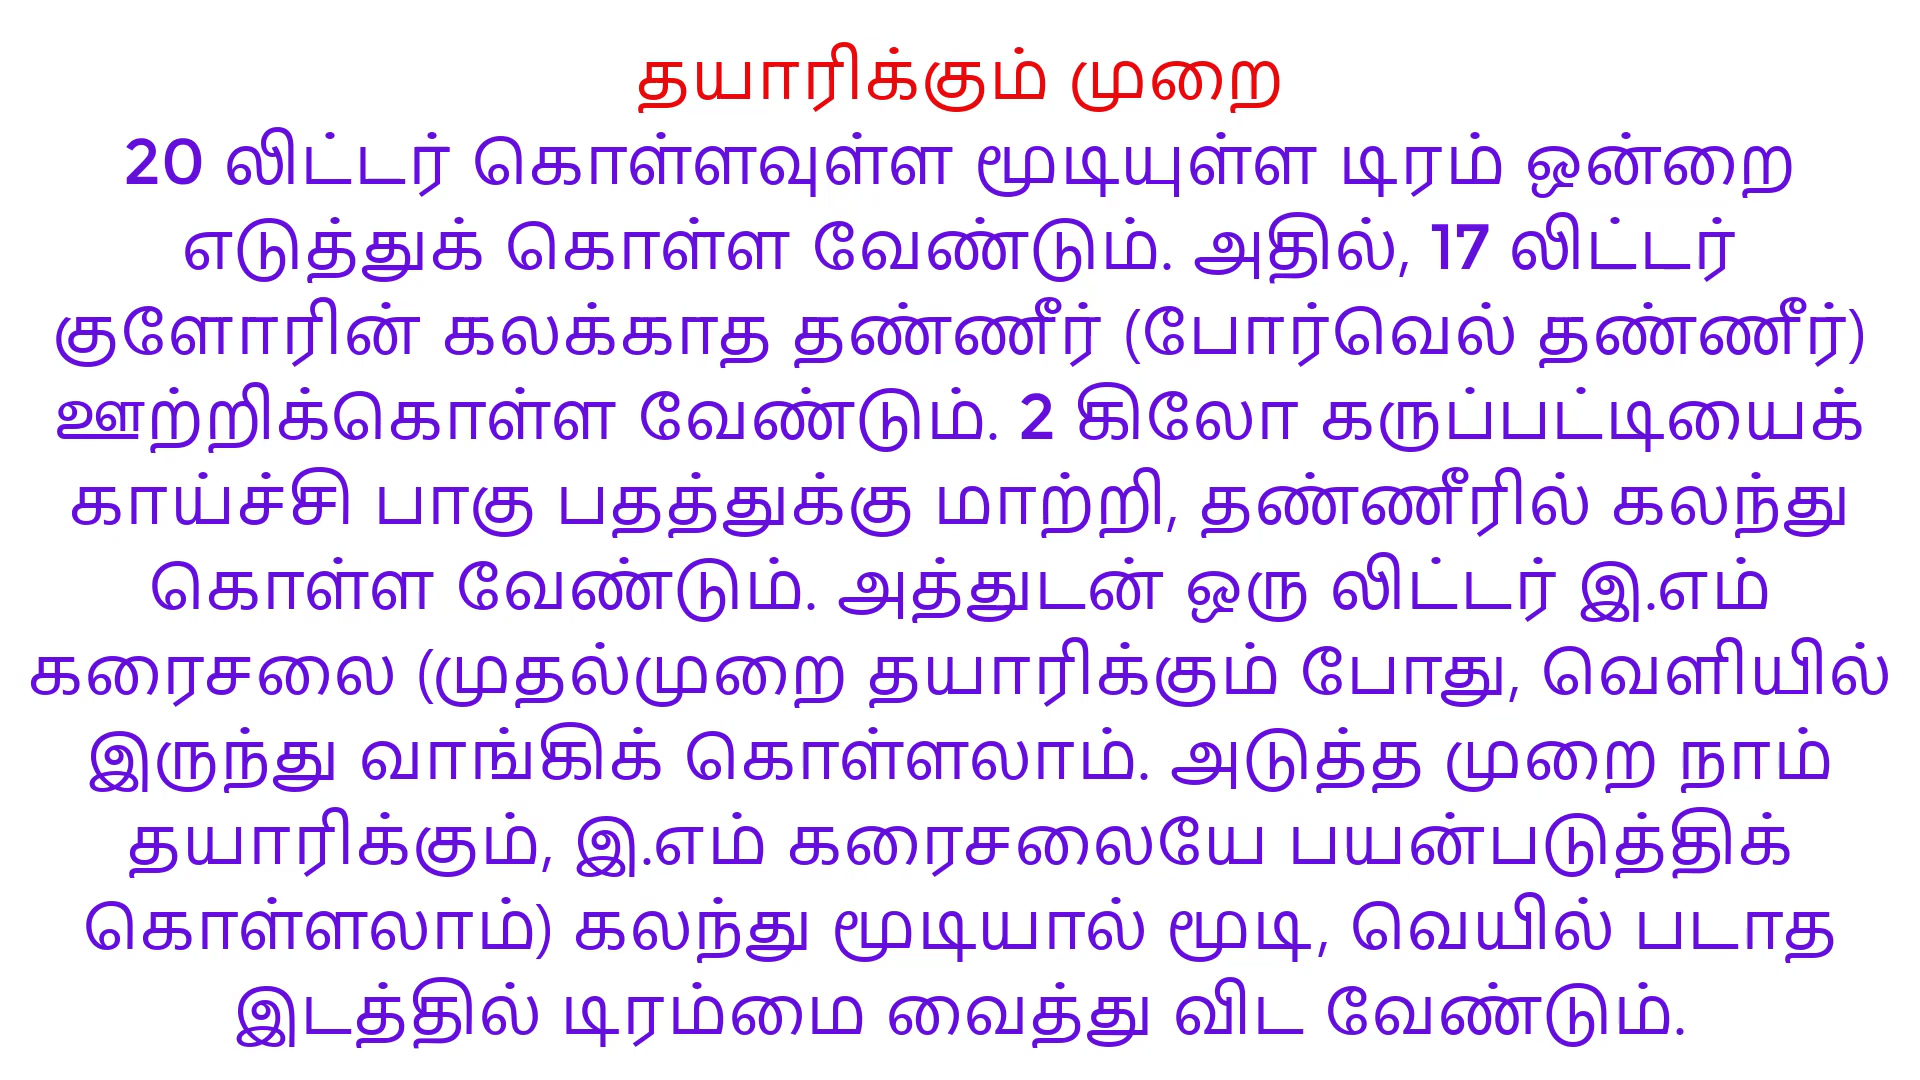 தயாரிக்கும் முறை
20 லிட்டர் கொள்ளவுள்ள மூடியுள்ள டிரம் ஒன்றை
எடுத்துக் கொள்ள வேண்டும். அதில், 17 லிட்டர்
குளோரின் கலக்காத தண்ணீர் (போர்வெல் தண்ணீர்)
ஊற்றிக்கொள்ள வேண்டும். 2 கிலோ கருப்பட்டியைக்
காய்ச்சி பாகு பதத்துக்கு மாற்றி, தண்ணீரில் கலந்து
கொள்ள வேண்டும். அத்துடன் ஒரு லிட்டர் இ.எம்
கரைசலை (முதல்முறை தயாரிக்கும் போது, வெளியில்
இருந்து வாங்கிக் கொள்ளலாம். அடுத்த முறை நாம்
தயாரிக்கும், இ.எம் கரைசலையே பயன்படுத்திக்
கொள்ளலாம்) கலந்து மூடியால் மூடி, வெயில் படாத
இடத்தில் டிரம்மை வைத்து விட வேண்டும்.